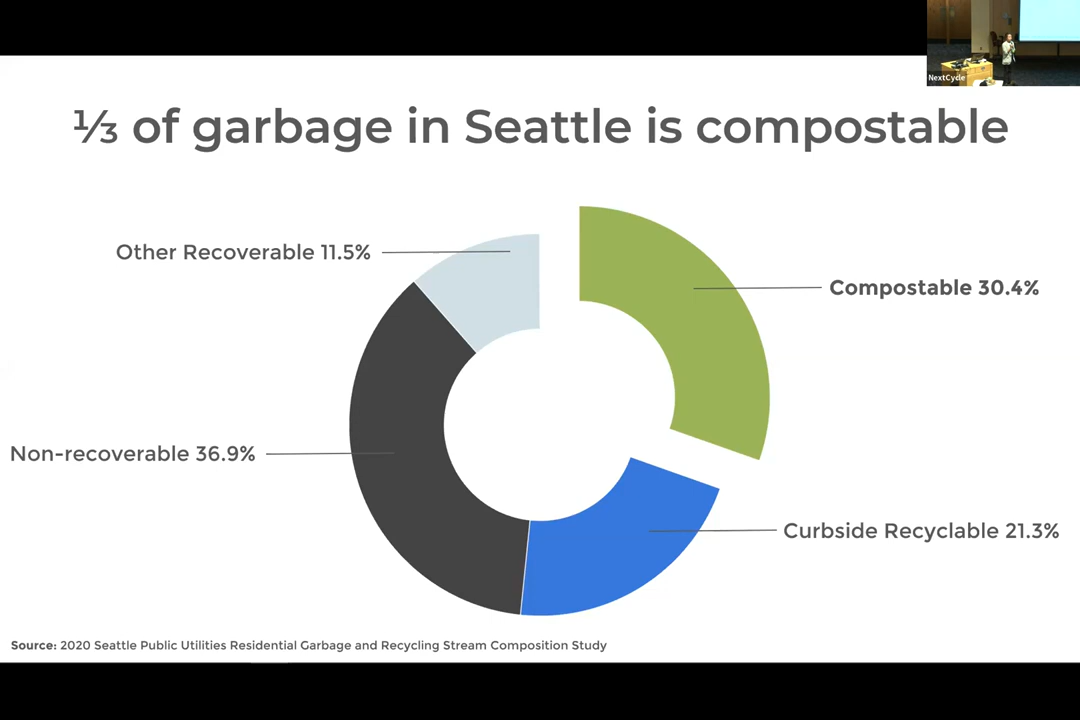 NextCycle
⅓ of garbage in Seattle is compostable
Other Recoverable 11.5%
Compostable 30.4%
Non-recoverable 36.9%
Curbside Recyclable 21.3%
Source: 2020 Seattle Public Utilities Residential Garbage and Recycling Stream Composition Study